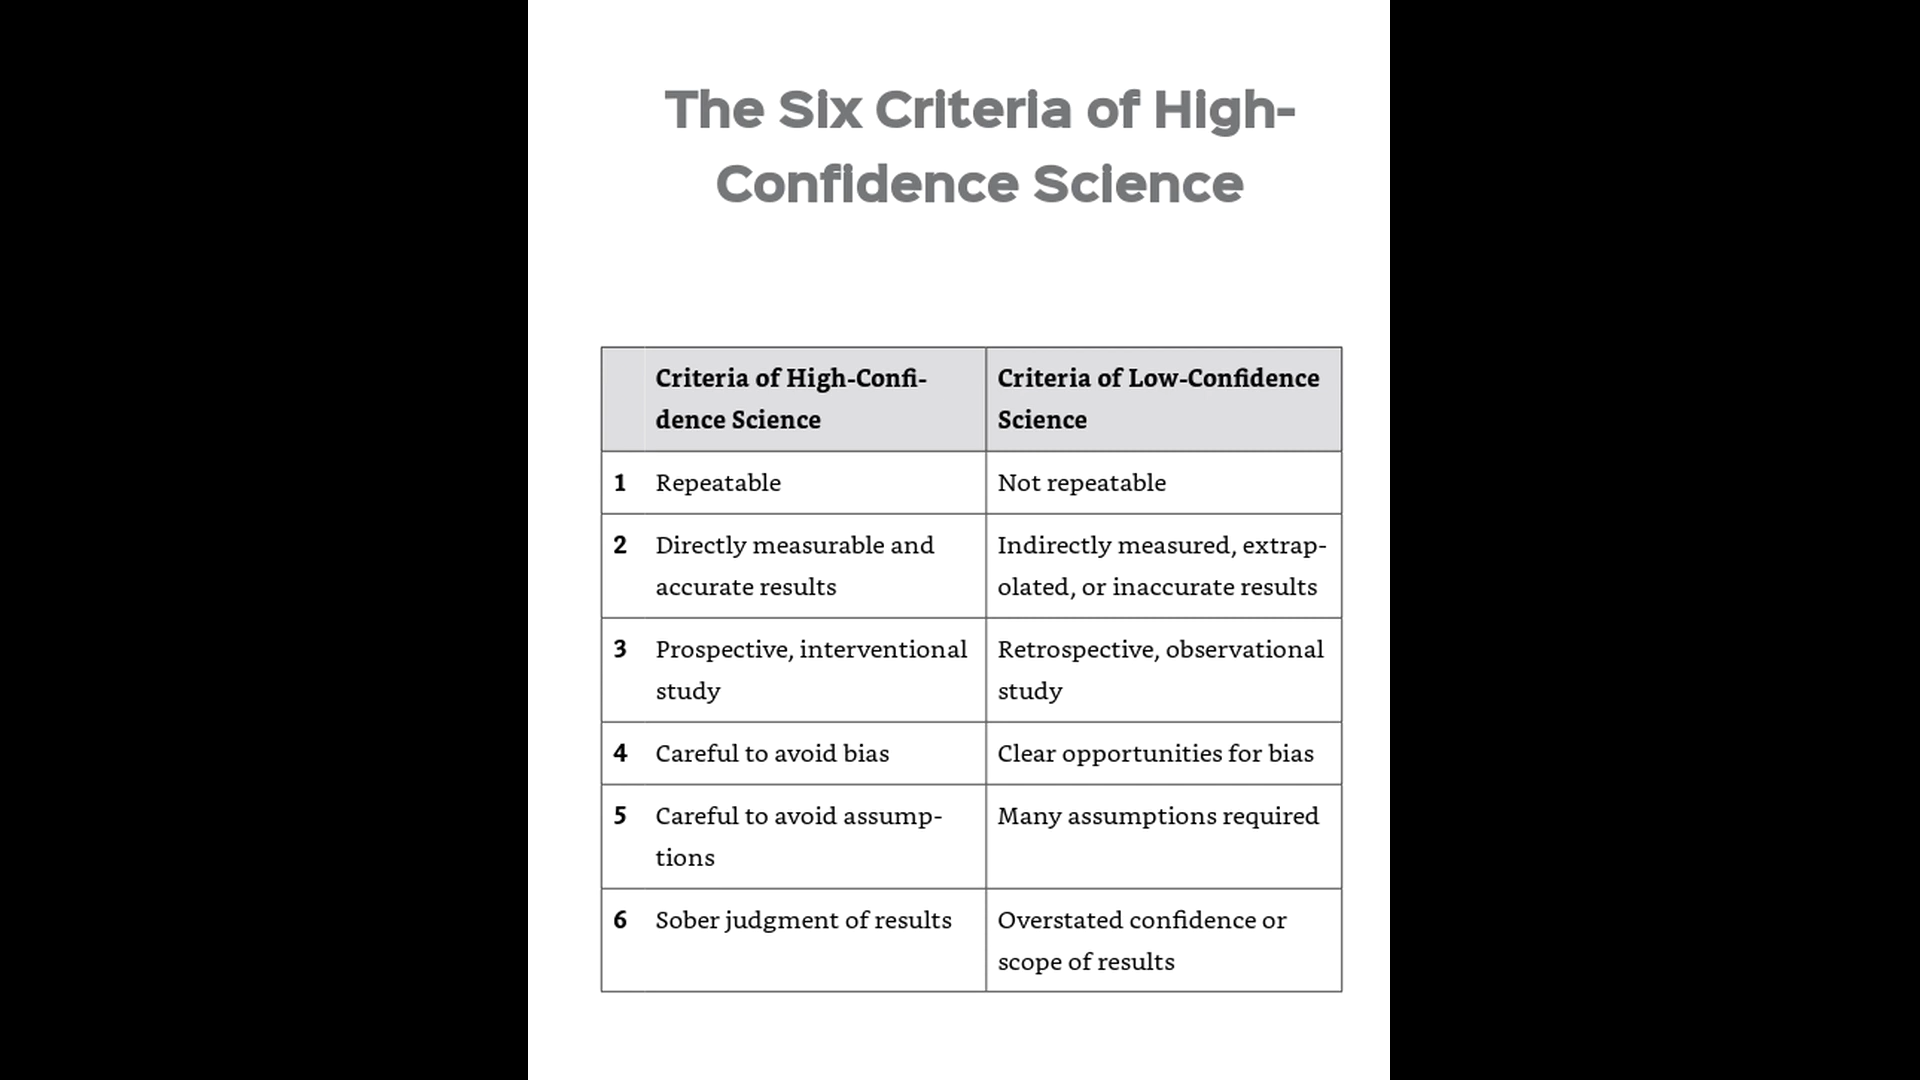 The Six Criteria of High-
Confidence Science
Criteria of High-Confi-
dence Science
Criteria of Low-Confidence
Science
1 Repeatable
Not repeatable
2 Directly measurable and
accurate results
Indirectly measured, extrap-
olated, or inaccurate results
3 Prospective, interventional
study
Retrospective, observational
study
4 Careful to avoid bias
Clear opportunities for bias
5 Careful to avoid assump-
tions
Many assumptions required
6 Sober judgment of results
Overstated confidence or
scope of results